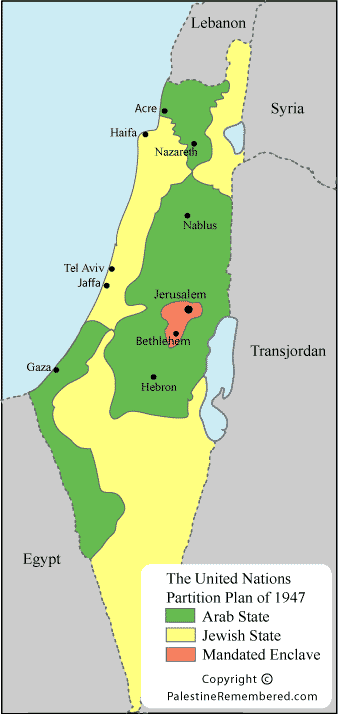 Lebanon
Acre
Syria
Haifa
Nazareth
Nablus
Tel Aviv
Jaffa
Jerusalem
Bethlehem
Transjordan
Gaza
Hebron
Egypt
The United Nations
Partition Plan of 1947
Arab State
Jewish State
Mandated Enclave
Copyright ©
PalestineRemembered.com